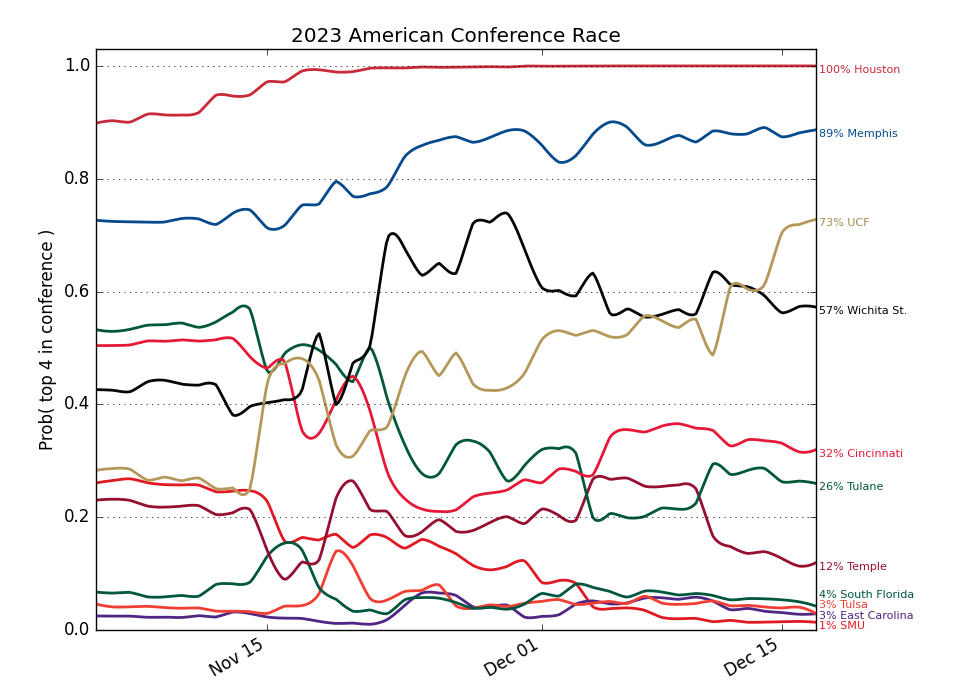 2023 American Conference Race
Prob( top 4 in conference )
1.0
0.8
0.6
0.4
0.2
0.0
Nov 15
Dec 01
Dec 15
100% Houston
89% Memphis
73% UCF
57% Wichita St.
32% Cincinnati
26% Tulane
12% Temple
4% South Florida
3% Tulsa
3% East Carolina
1% SMU